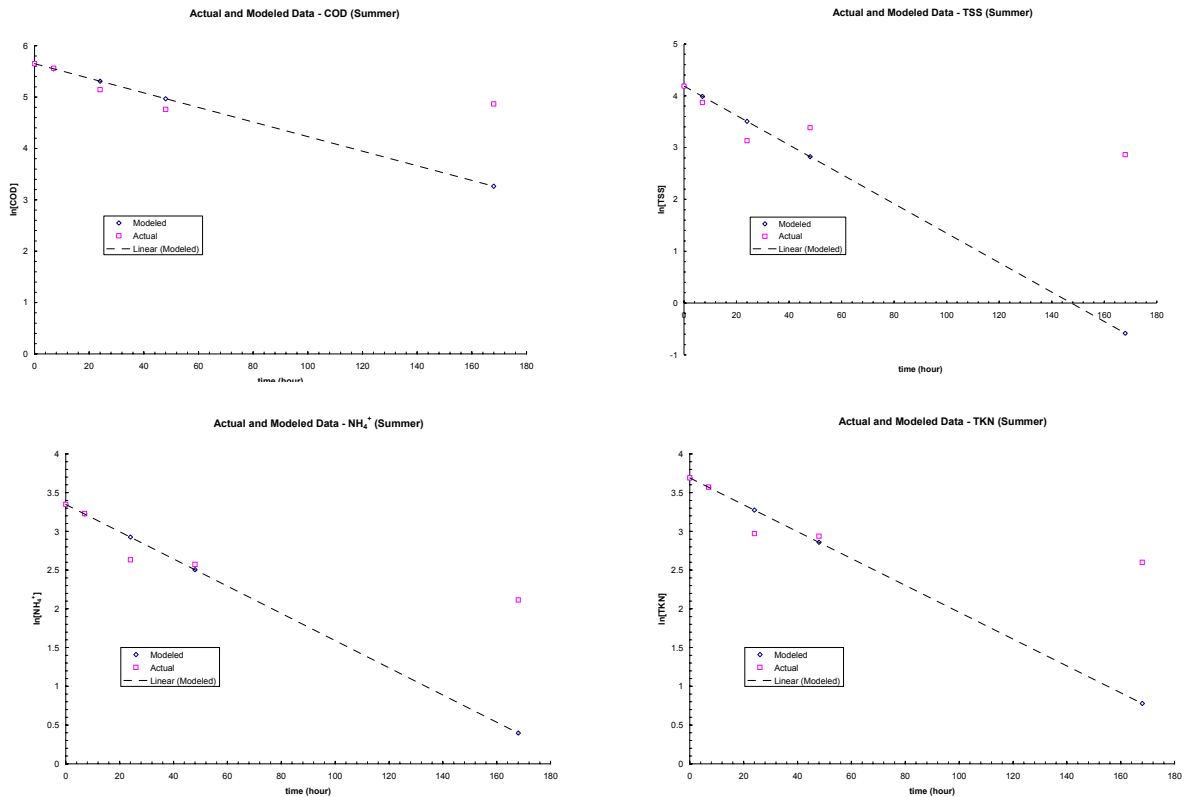 Actual and Modeled Data - COD (Summer)
6
5
4
3
2
1
0
ln[COD]
Modeled
Actual
Linear (Modeled)
0 20 40 60 80 100 120 140 160 180
time (hour)
Actual and Modeled Data - TSS (Summer)
5
4
3
2
1
0
-1
ln[TSS]
Modeled
Actual
Linear (Modeled)
0 20 40 60 80 100 120 140 160 180
time (hour)
Actual and Modeled Data - NH₄⁺ (Summer)
4
3.5
3
2.5
2
1.5
1
0.5
0
ln[NH₄⁺]
Modeled
Actual
Linear (Modeled)
0 20 40 60 80 100 120 140 160 180
time (hour)
Actual and Modeled Data - TKN (Summer)
4
3.5
3
2.5
2
1.5
1
0.5
0
ln[TKN]
Modeled
Actual
Linear (Modeled)
0 20 40 60 80 100 120 140 160 180
time (hour)